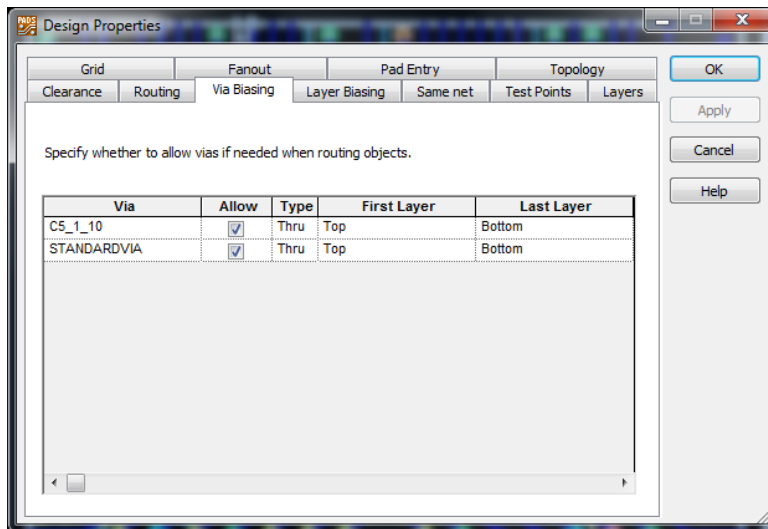 PADS
Design Properties
Grid Fanout Pad Entry Topology
Clearance Routing Via Biasing Layer Biasing Same net Test Points Layers
OK
Apply
Cancel
Help
Specify whether to allow vias if needed when routing objects.
Via Allow Type First Layer Last Layer
C5_1_10 Thru Top Bottom
STANDARDVIA Thru Top Bottom